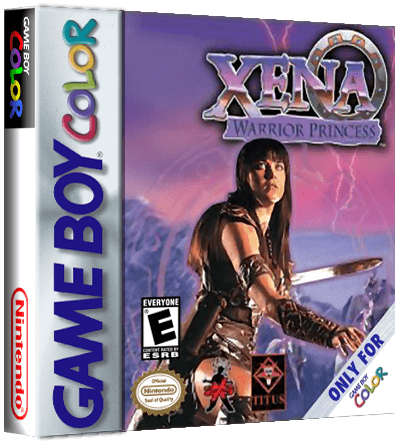 GAME BOY COLOR
Nintendo
GAME BOY COLOR
XENA
WARRIOR PRINCESS
™
EVERYONE
E
CONTENT RATED BY
ESRB
Official
Nintendo
Seal of Quality
TITUS
ONLY FOR
GAME BOY
COLOR